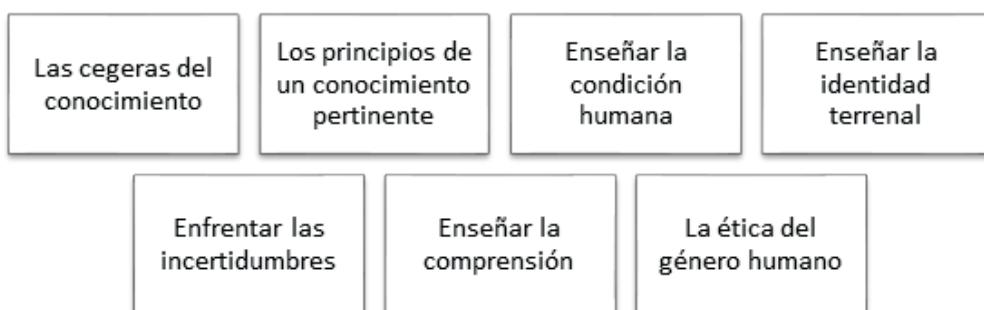 Las cegeras del
conocimiento
Los principios de
un conocimiento
pertinente
Enseñar la
condición
humana
Enseñar la
identidad
terrenal
Enfrentar las
incertidumbres
Enseñar la
comprensión
La ética del
género humano